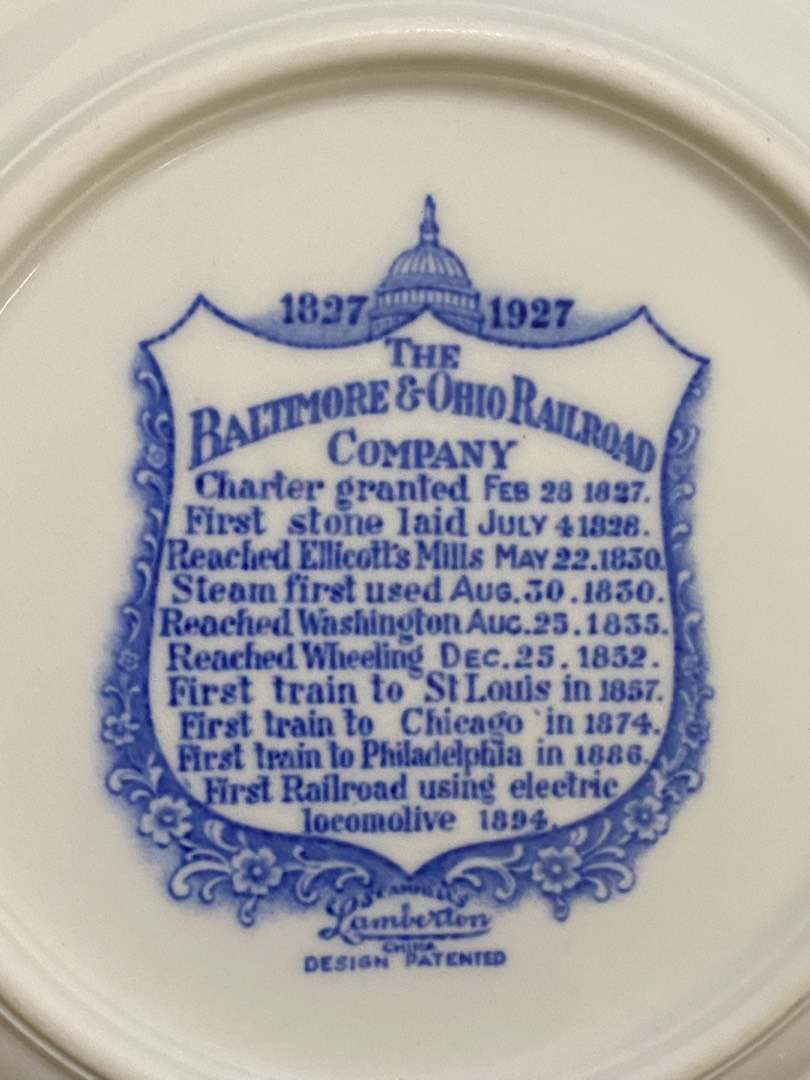 1827 1927
THE
BALTIMORE & OHIO RAILROAD
COMPANY
Charter granted FEB 28 1827.
First stone laid JULY 4 1828.
Reached Ellicott's Mills MAY 22.1830.
Steam first used AUG.30.1830.
Reached Washington AUG.25.1835.
Reached Wheeling DEC.25.1852.
First train to St Louis in 1857.
First train to Chicago in 1874.
First train to Philadelphia in 1886.
First Railroad using electric
locomotive 1894.
SCAMMELL'S
Lamberton
CHINA
DESIGN PATENTED